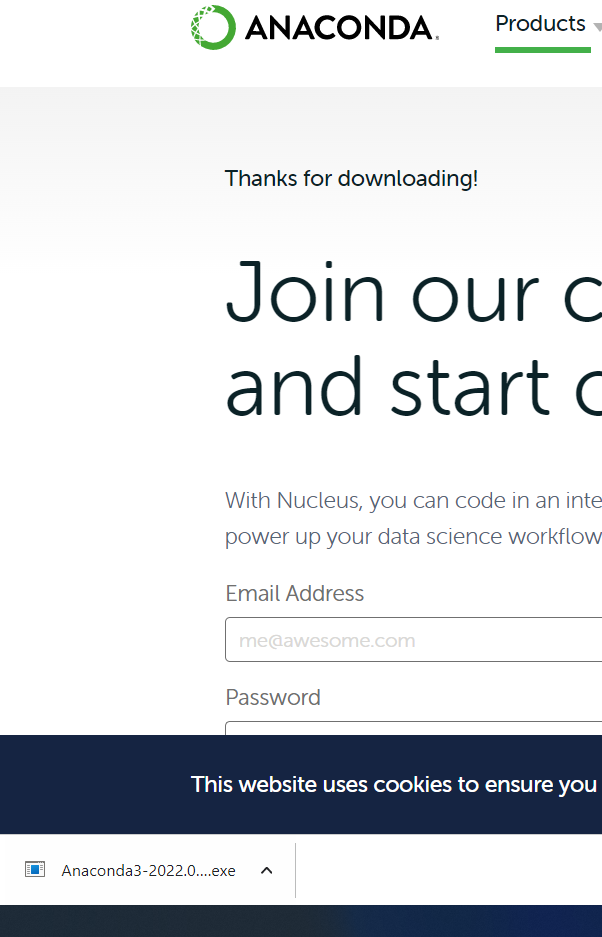 ANACONDA.
Products
Thanks for downloading!
Join our c
and start
With Nucleus, you can code in an inte
power up your data science workflow
Email Address
me@awesome.com
Password
This website uses cookies to ensure you
Anaconda3-2022.0....exe